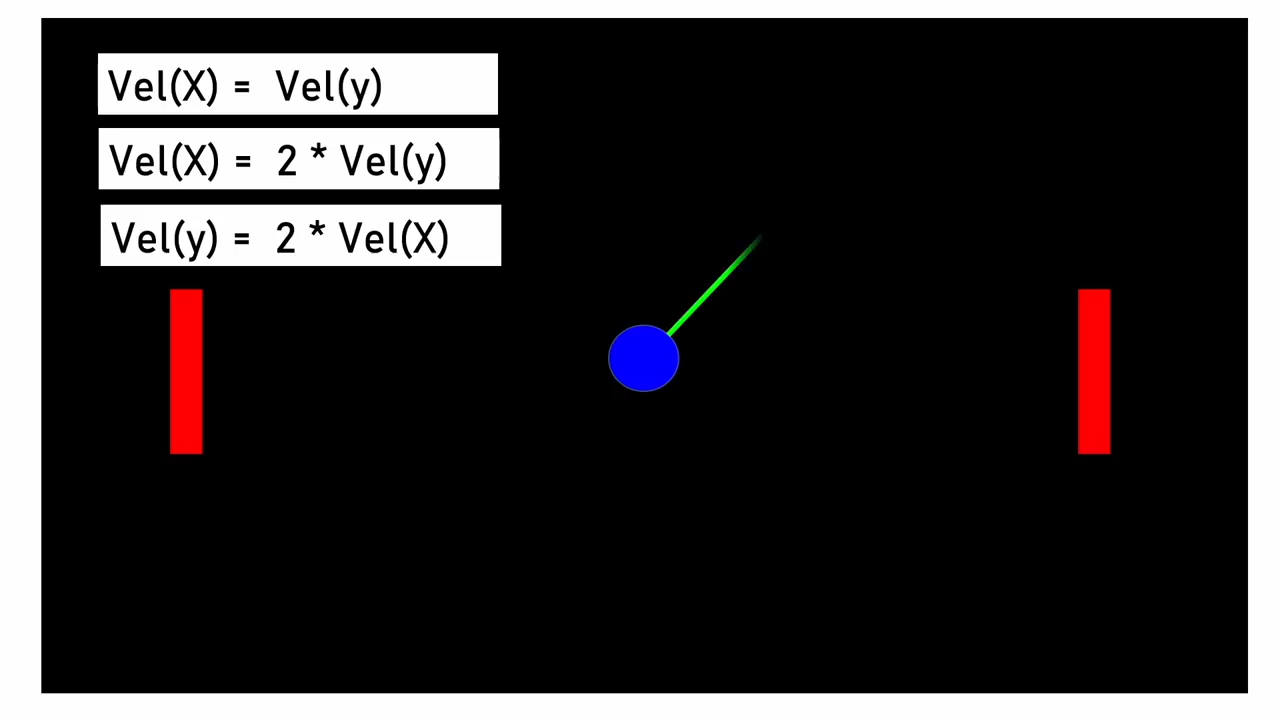 Vel(X) = Vel(y)
Vel(X) = 2 * Vel(y)
Vel(y) = 2 * Vel(X)